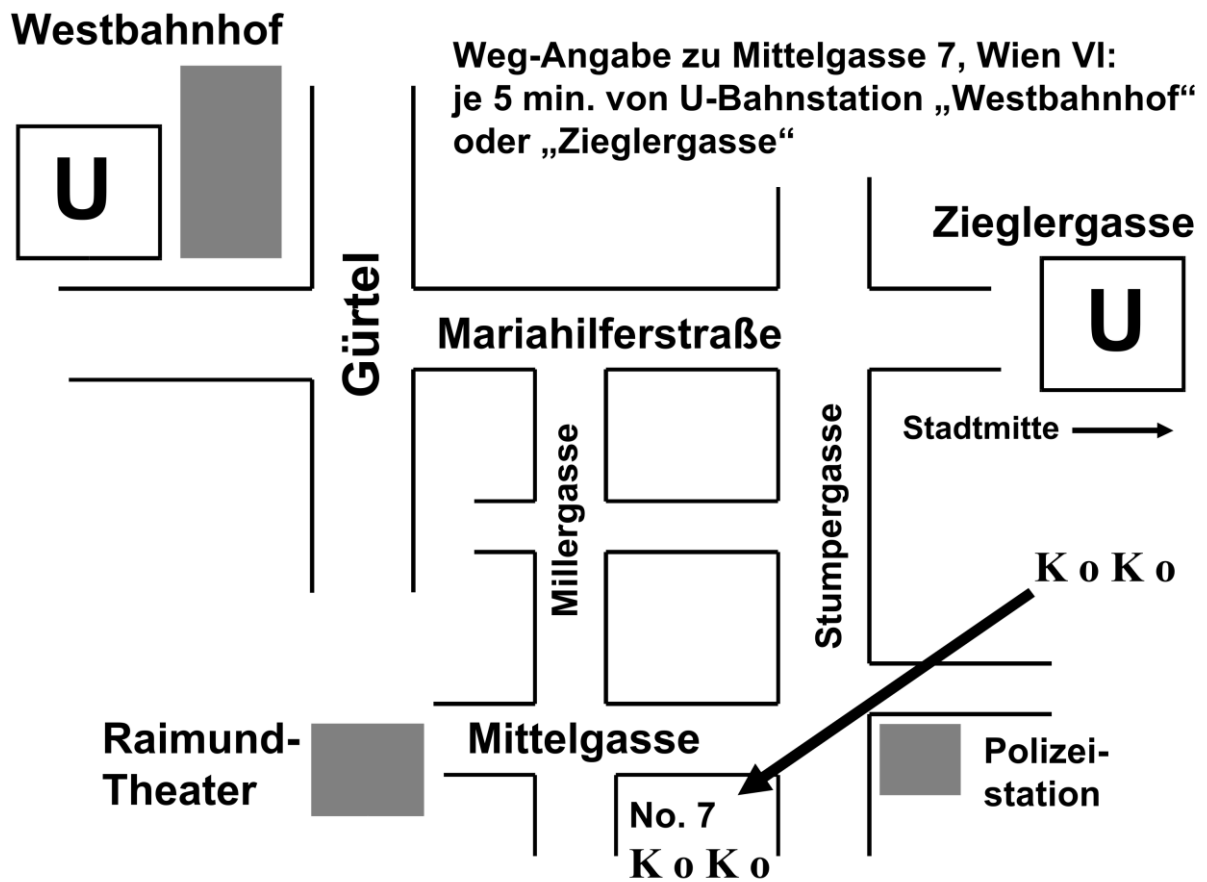 Westbahnhof
Weg-Angabe zu Mittelgasse 7, Wien VI:
je 5 min. von U-Bahnstation „Westbahnhof“
oder „Zieglergasse“
U
Zieglergasse
U
Gürtel
Mariahilferstraße
Stadtmitte
Millergasse
Stumpergasse
K o K o
Raimund-
Theater
Mittelgasse
Polizei-
station
No. 7
K o K o